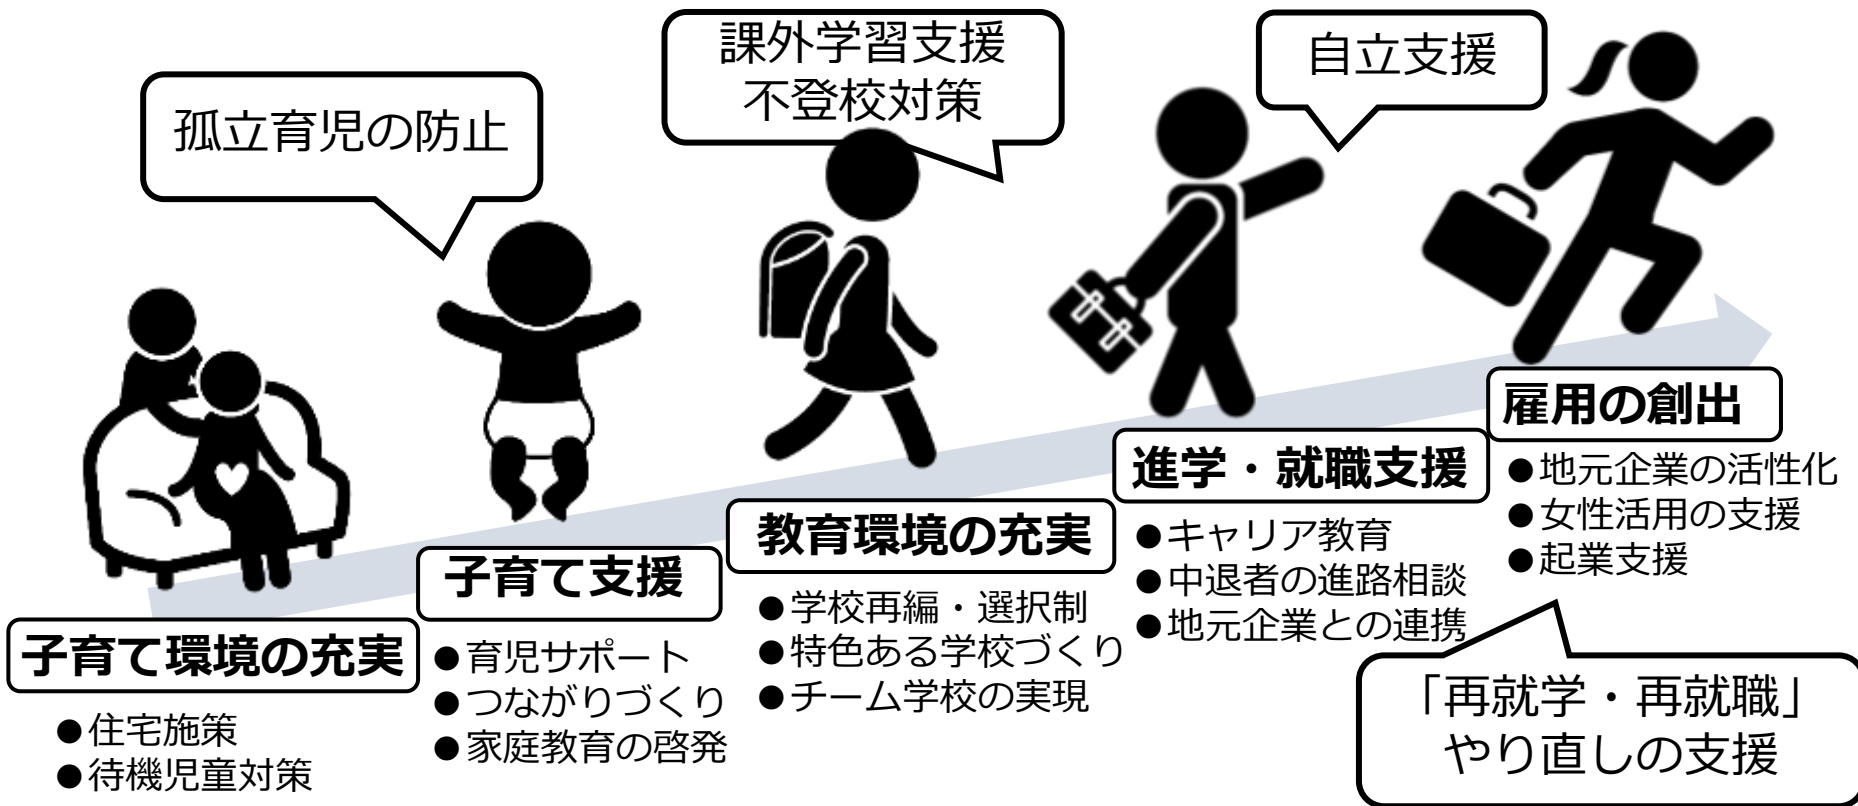 孤立育児の防止
課外学習支援
不登校対策
自立支援
子育て環境の充実
●住宅施策
●待機児童対策
子育て支援
●育児サポート
●つながりづくり
●家庭教育の啓発
教育環境の充実
●学校再編・選択制
●特色ある学校づくり
●チーム学校の実現
進学・就職支援
●キャリア教育
●中退者の進路相談
●地元企業との連携
雇用の創出
●地元企業の活性化
●女性活用の支援
●起業支援
「再就学・再就職」
やり直しの支援